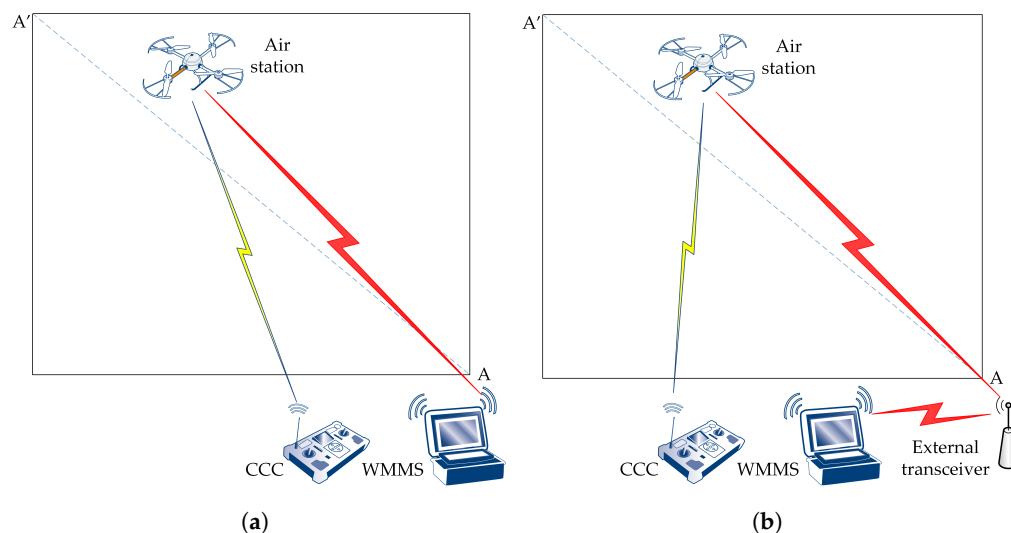 A′
Air
station
A
CCC
WMMS
(a)
A′
Air
station
A
CCC
WMMS
External
transceiver
(b)